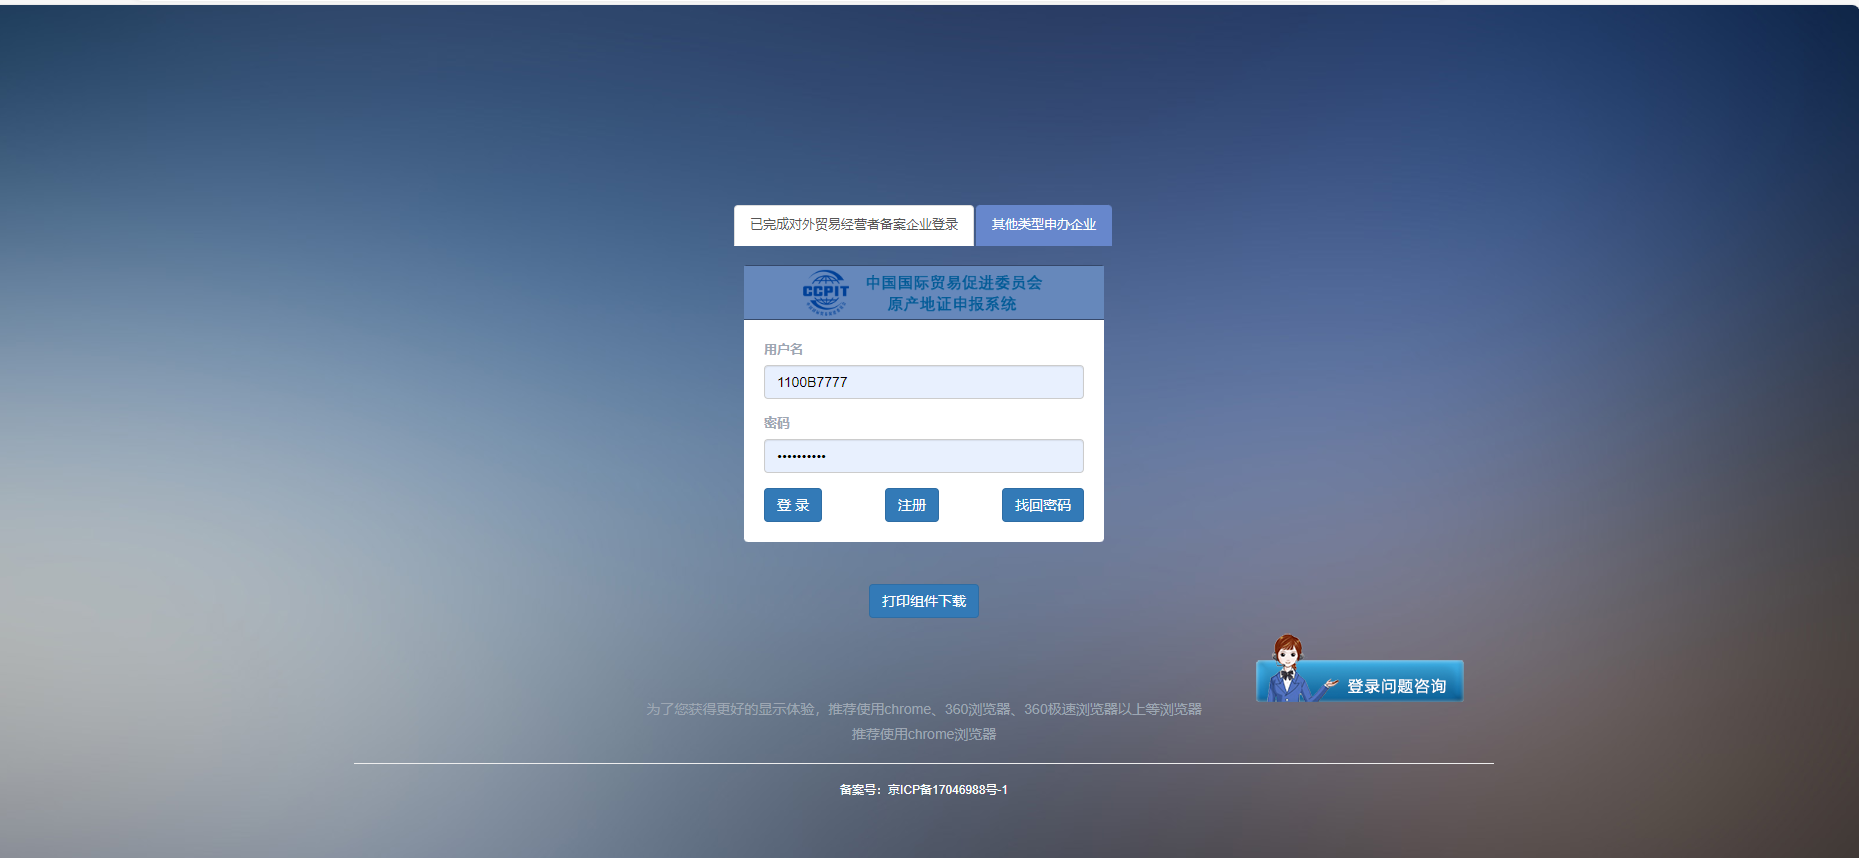 已完成对外贸易经营者备案企业登录
其他类型申办企业
CCPIT
中国国际贸易促进委员会
原产地证申报系统
用户名
1100B7777
密码
••••••••••
登 录
注册
找回密码
打印组件下载
登录问题咨询
为了您获得更好的显示体验，推荐使用chrome、360浏览器、360极速浏览器以上等浏览器
推荐使用chrome浏览器
备案号：京ICP备17046988号-1